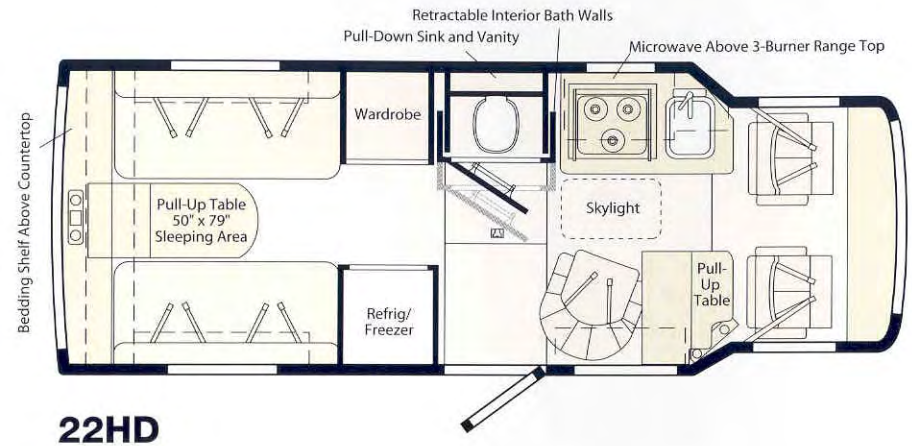 Retractable Interior Bath Walls
Pull-Down Sink and Vanity
Microwave Above 3-Burner Range Top
Bedding Shelf Above Countertop
Wardrobe
Pull-Up Table
50" x 79"
Sleeping Area
Skylight
Pull-
Up
Table
Refrig/
Freezer
22HD